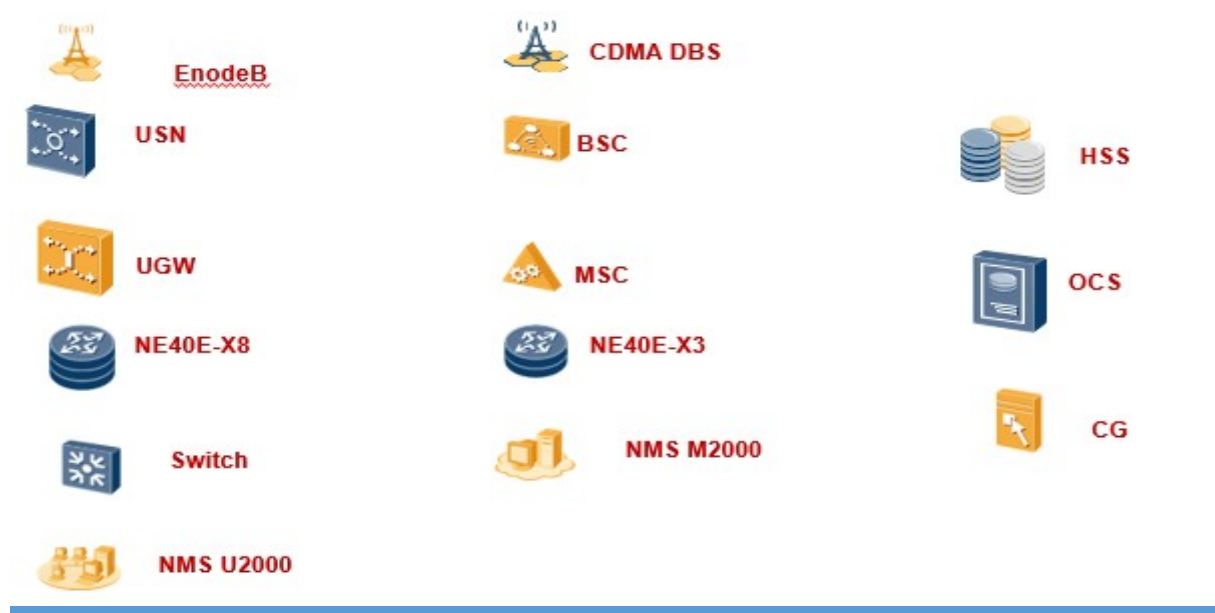 EnodeB
CDMA DBS
USN
BSC
HSS
UGW
MSC
OCS
NE40E-X8
NE40E-X3
CG
Switch
NMS M2000
NMS U2000